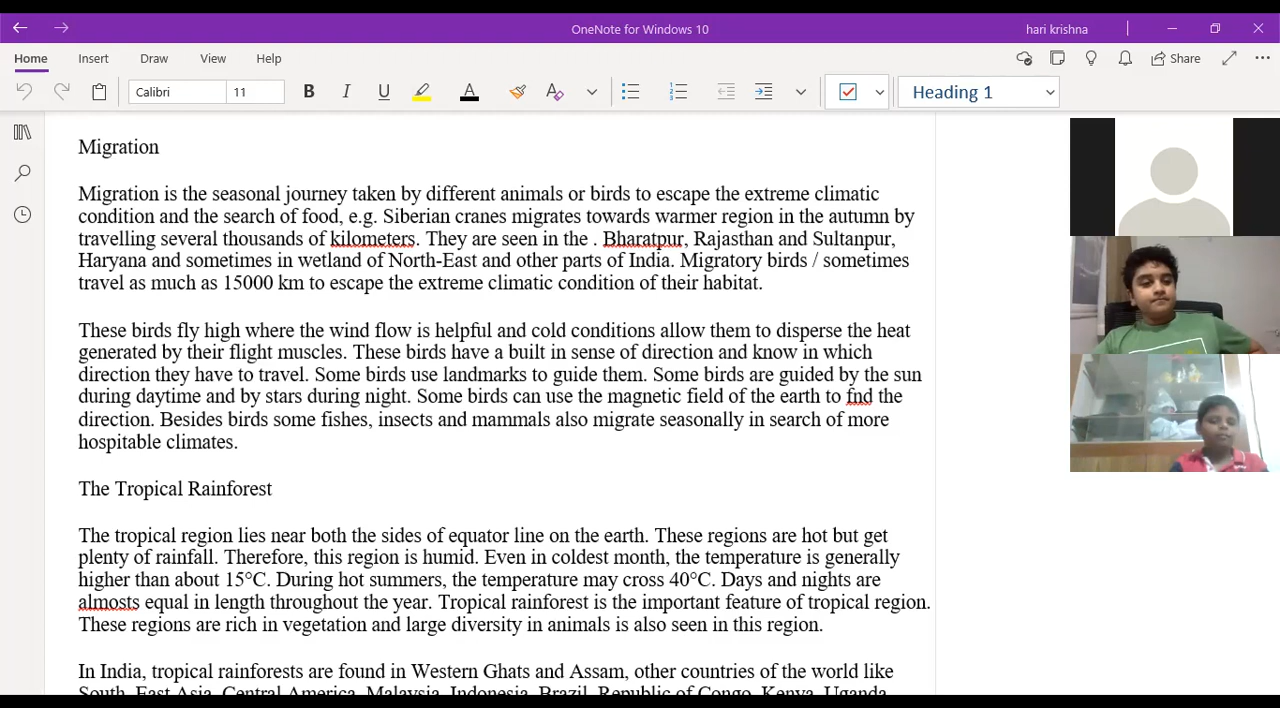 OneNote for Windows 10
hari krishna
Home Insert Draw View Help
Share
Calibri 11 B I U A A Heading 1
Migration
Migration is the seasonal journey taken by different animals or birds to escape the extreme climatic
condition and the search of food, e.g. Siberian cranes migrates towards warmer region in the autumn by
travelling several thousands of kilometers. They are seen in the . Bharatpur, Rajasthan and Sultanpur,
Haryana and sometimes in wetland of North-East and other parts of India. Migratory birds / sometimes
travel as much as 15000 km to escape the extreme climatic condition of their habitat.
These birds fly high where the wind flow is helpful and cold conditions allow them to disperse the heat
generated by their flight muscles. These birds have a built in sense of direction and know in which
direction they have to travel. Some birds use landmarks to guide them. Some birds are guided by the sun
during daytime and by stars during night. Some birds can use the magnetic field of the earth to fnd the
direction. Besides birds some fishes, insects and mammals also migrate seasonally in search of more
hospitable climates.
The Tropical Rainforest
The tropical region lies near both the sides of equator line on the earth. These regions are hot but get
plenty of rainfall. Therefore, this region is humid. Even in coldest month, the temperature is generally
higher than about 15°C. During hot summers, the temperature may cross 40°C. Days and nights are
almosts equal in length throughout the year. Tropical rainforest is the important feature of tropical region.
These regions are rich in vegetation and large diversity in animals is also seen in this region.
In India, tropical rainforests are found in Western Ghats and Assam, other countries of the world like
South, East Asia, Central America, Malaysia, Indonesia, Brazil, Republic of Congo, Kenya, Uganda